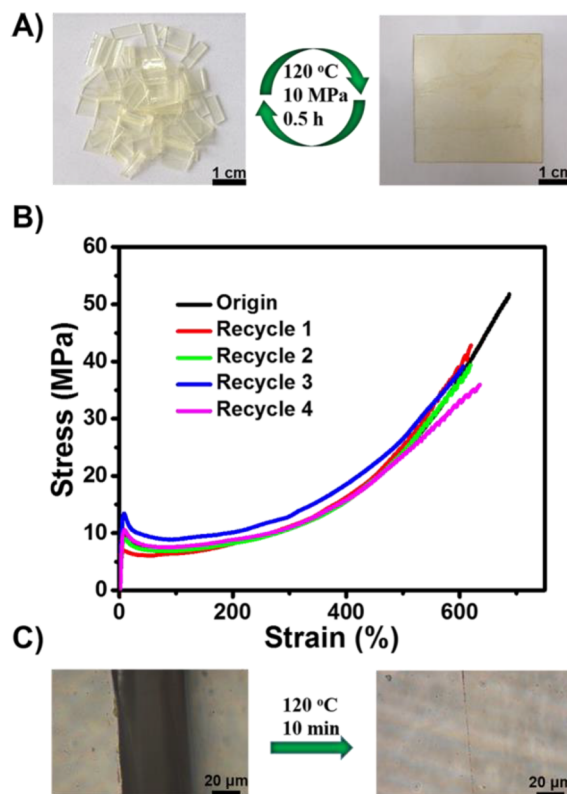 A)
120 °C
10 MPa
0.5 h
1 cm
1 cm
B)
60
50
40
30
20
10
0
Stress (MPa)
Origin
Recycle 1
Recycle 2
Recycle 3
Recycle 4
0
200
400
600
Strain (%)
C)
120 °C
10 min
20 μm
20 μm